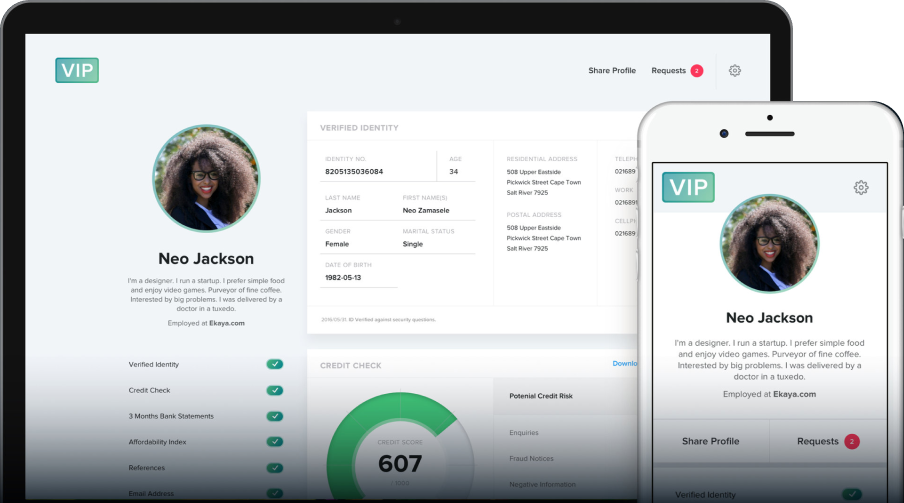 VIP
Share Profile
Requests
2
Neo Jackson
I'm a designer. I run a startup. I prefer simple food
and enjoy video games. Purveyor of fine coffee.
Interested by big problems. I was delivered by a
doctor in a tuxedo.
Employed at Ekaya.com
Verified Identity
Credit Check
3 Months Bank Statements
Affordability Index
References
Email Address
VERIFIED IDENTITY
IDENTITY NO.
8205135036084
AGE
34
LAST NAME
Jackson
FIRST NAME(S)
Neo Zamasele
GENDER
Female
MARITAL STATUS
Single
DATE OF BIRTH
1982-05-13
RESIDENTIAL ADDRESS
508 Upper Eastside
Pickwick Street Cape Town
Salt River 7925
POSTAL ADDRESS
508 Upper Eastside
Pickwick Street Cape Town
Salt River 7925
TELEPH
021689
WORK
0216891
CELLPH
021689
2016/05/31. ID Verified against security questions.
CREDIT CHECK
Downlo
CREDIT SCORE
607
/ 1000
Potenial Credit Risk
Enquiries
Fraud Notices
Negative Information
VIP
Neo Jackson
I'm a designer. I run a startup. I prefer simple food
and enjoy video games. Purveyor of fine coffee.
Interested by big problems. I was delivered by a
doctor in a tuxedo.
Employed at Ekaya.com
Share Profile
Requests
2
Verified Identity